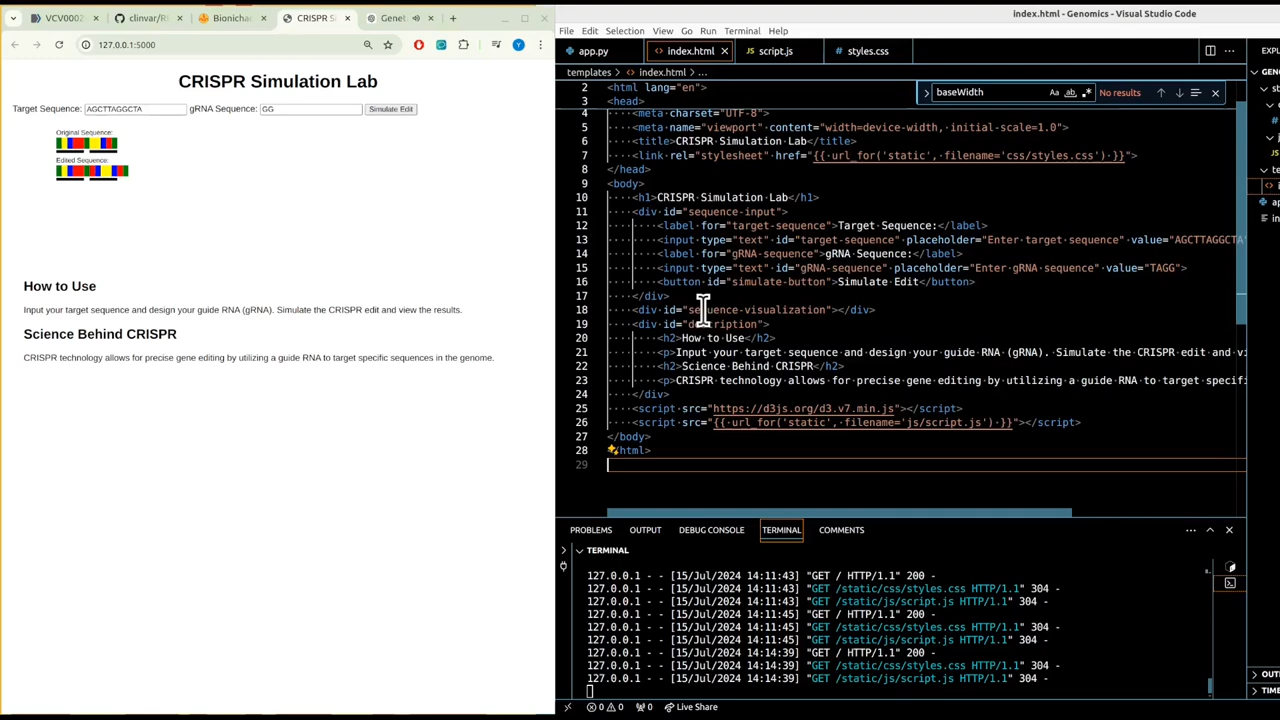 VCV00002
clinvar/RE
Bionicha
CRISPR S
Genet
127.0.0.1:5000
CRISPR Simulation Lab
Target Sequence: AGCTTAGGCTA gRNA Sequence: GG Simulate Edit
Original Sequence:
Edited Sequence:
How to Use
Input your target sequence and design your guide RNA (gRNA). Simulate the CRISPR edit and view the results.
Science Behind CRISPR
CRISPR technology allows for precise gene editing by utilizing a guide RNA to target specific sequences in the genome.
index.html - Genomics - Visual Studio Code
File Edit Selection View Go Run Terminal Help
app.py index.html script.js styles.css
EXPL
templates > index.html > ...
baseWidth Aa ab .* No results
GEN
2 <html lang="en">
3 <head>
4 <meta charset="UTF-8">
5 <meta name="viewport" content="width=device-width, initial-scale=1.0">
6 <title>CRISPR Simulation Lab</title>
7 <link rel="stylesheet" href="{{ url_for('static', filename='css/styles.css') }}">
8 </head>
9 <body>
10 <h1>CRISPR Simulation Lab</h1>
11 <div id="sequence-input">
12 <label for="target-sequence">Target Sequence:</label>
13 <input type="text" id="target-sequence" placeholder="Enter target sequence" value="AGCTTAGGCTA"
14 <label for="gRNA-sequence">gRNA Sequence:</label>
15 <input type="text" id="gRNA-sequence" placeholder="Enter gRNA sequence" value="TAGG">
16 <button id="simulate-button">Simulate Edit</button>
17 </div>
18 <div id="sequence-visualization"></div>
19 <div id="description">
20 <h2>How to Use</h2>
21 <p>Input your target sequence and design your guide RNA (gRNA). Simulate the CRISPR edit and vi
22 <h2>Science Behind CRISPR</h2>
23 <p>CRISPR technology allows for precise gene editing by utilizing a guide RNA to target specif
24 </div>
25 <script src="https://d3js.org/d3.v7.min.js"></script>
26 <script src="{{ url_for('static', filename='js/script.js') }}"></script>
27 </body>
28 </html>
29
PROBLEMS OUTPUT DEBUG CONSOLE TERMINAL COMMENTS
TERMINAL
127.0.0.1 - - [15/Jul/2024 14:11:43] "GET / HTTP/1.1" 200 -
127.0.0.1 - - [15/Jul/2024 14:11:43] "GET /static/css/styles.css HTTP/1.1" 304 -
127.0.0.1 - - [15/Jul/2024 14:11:43] "GET /static/js/script.js HTTP/1.1" 304 -
127.0.0.1 - - [15/Jul/2024 14:11:45] "GET / HTTP/1.1" 200 -
127.0.0.1 - - [15/Jul/2024 14:11:45] "GET /static/css/styles.css HTTP/1.1" 304 -
127.0.0.1 - - [15/Jul/2024 14:11:45] "GET /static/js/script.js HTTP/1.1" 304 -
127.0.0.1 - - [15/Jul/2024 14:14:39] "GET / HTTP/1.1" 200 -
127.0.0.1 - - [15/Jul/2024 14:14:39] "GET /static/css/styles.css HTTP/1.1" 304 -
127.0.0.1 - - [15/Jul/2024 14:14:39] "GET /static/js/script.js HTTP/1.1" 304 -
OUT
TIME
0 0 0 Live Share